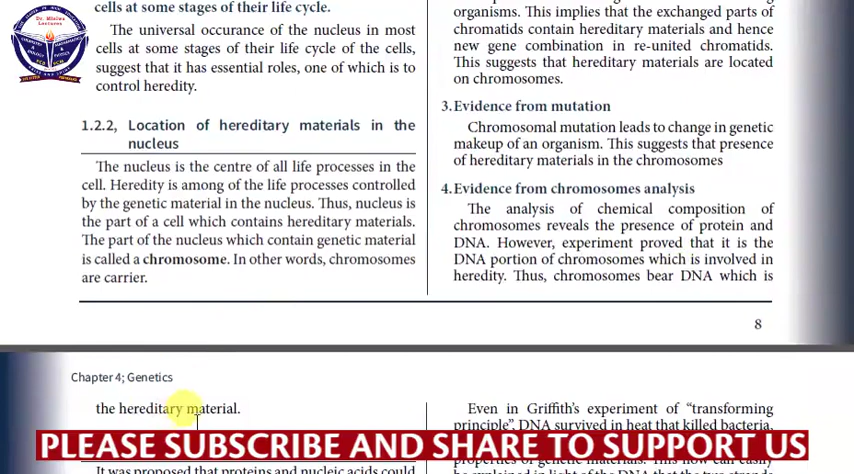 cells at some stages of their life cycle.
The universal occurance of the nucleus in most
cells at some stages of their life cycle of the cells,
suggest that it has essential roles, one of which is to
control heredity.
1.2.2, Location of hereditary materials in the
nucleus
The nucleus is the centre of all life processes in the
cell. Heredity is among of the life processes controlled
by the genetic material in the nucleus. Thus, nucleus is
the part of a cell which contains hereditary materials.
The part of the nucleus which contain genetic material
is called a chromosome. In other words, chromosomes
are carrier.
organisms. This implies that the exchanged parts of
chromatids contain hereditary materials and hence
new gene combination in re-united chromatids.
This suggests that hereditary materials are located
on chromosomes.
3. Evidence from mutation
Chromosomal mutation leads to change in genetic
makeup of an organism. This suggests that presence
of hereditary materials in the chromosomes
4. Evidence from chromosomes analysis
The analysis of chemical composition of
chromosomes reveals the presence of protein and
DNA. However, experiment proved that it is the
DNA portion of chromosomes which is involved in
heredity. Thus, chromosomes bear DNA which is
8
Chapter 4; Genetics
the hereditary material.
It was proposed that proteins and nucleic acids could
Even in Griffith's experiment of "transforming
principle", DNA survived in heat that killed bacteria,
PLEASE SUBSCRIBE AND SHARE TO SUPPORT US